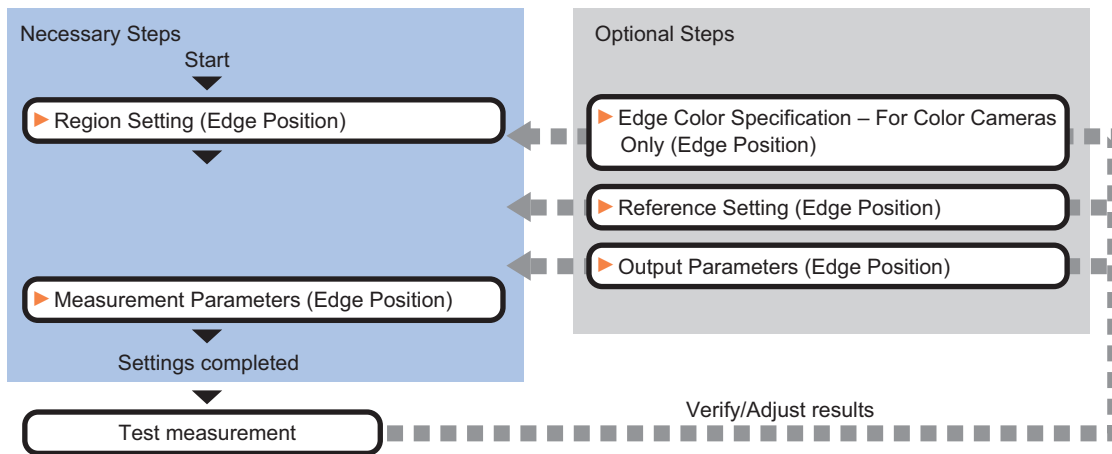 Necessary Steps
Start
Region Setting (Edge Position)
Measurement Parameters (Edge Position)
Settings completed
Test measurement
Optional Steps
Edge Color Specification – For Color Cameras
Only (Edge Position)
Reference Setting (Edge Position)
Output Parameters (Edge Position)
Verify/Adjust results